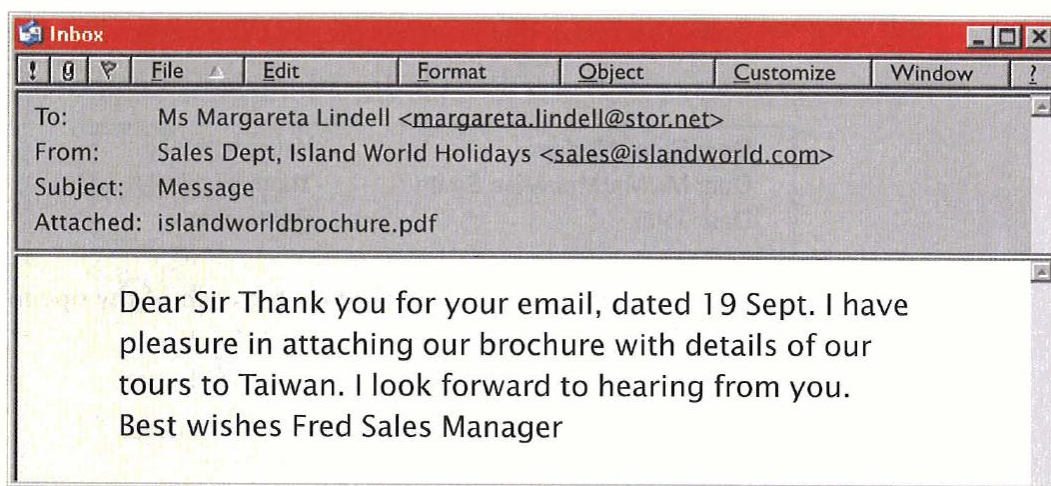 Inbox
! File Edit Format Object Customize Window ?
To: Ms Margareta Lindell <margareta.lindell@stor.net>
From: Sales Dept, Island World Holidays <sales@islandworld.com>
Subject: Message
Attached: islandworldbrochure.pdf
Dear Sir Thank you for your email, dated 19 Sept. I have
pleasure in attaching our brochure with details of our
tours to Taiwan. I look forward to hearing from you.
Best wishes Fred Sales Manager